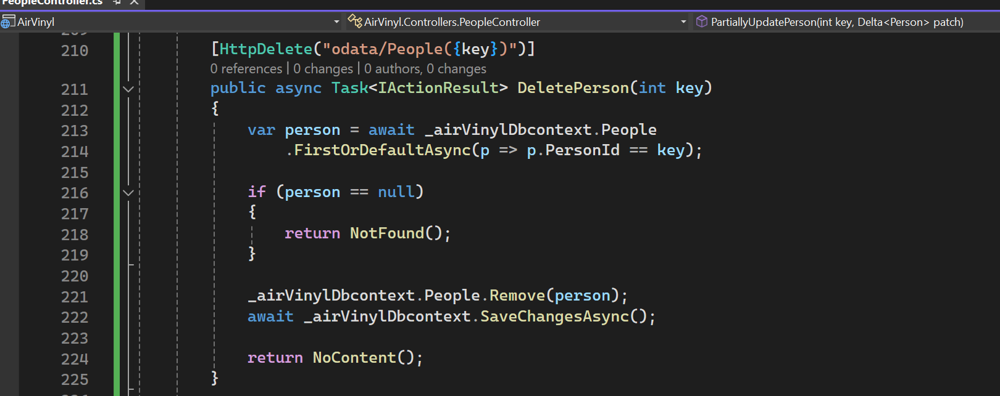 PeopleController.cs
AirVinyl AirVinyl.Controllers.PeopleController PartiallyUpdatePerson(int key, Delta<Person> patch)
209
210 [HttpDelete("odata/People({key})")]
0 references | 0 changes | 0 authors, 0 changes
211 public async Task<IActionResult> DeletePerson(int key)
212 {
213 var person = await _airVinylDbcontext.People
214 .FirstOrDefaultAsync(p => p.PersonId == key);
215
216 if (person == null)
217 {
218 return NotFound();
219 }
220
221 _airVinylDbcontext.People.Remove(person);
222 await _airVinylDbcontext.SaveChangesAsync();
223
224 return NoContent();
225 }